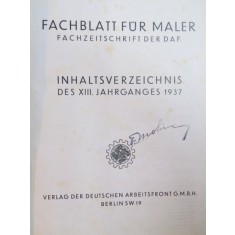 FACHBLATT FÜR MALER
FACHZEITSCHRIFT DER DAF.
INHALTSVERZEICHNIS
DES XIII. JAHRGANGES 1937
VERLAG DER DEUTSCHEN ARBEITSFRONT G.M.B.H.
BERLIN SW 19